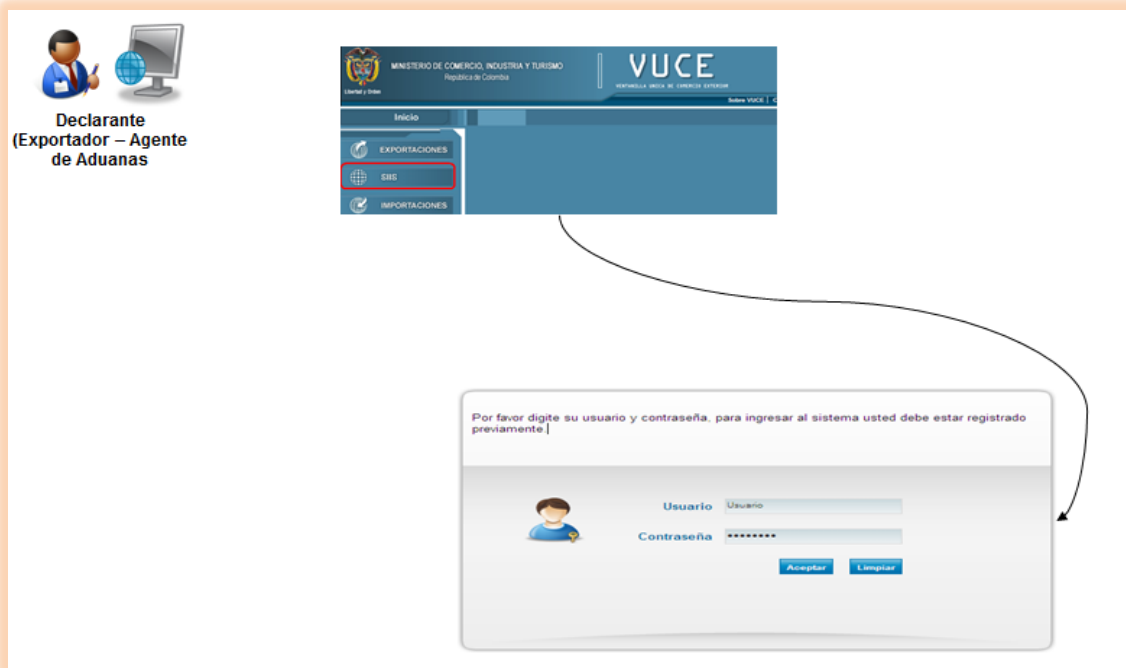 Declarante
(Exportador – Agente
de Aduanas
Libertad y Orden
MINISTERIO DE COMERCIO, INDUSTRIA Y TURISMO
República de Colombia
VUCE
VENTANILLA UNICA DE COMERCIO EXTERIOR
Sobre VUCE | C
Inicio
EXPORTACIONES
SIIS
IMPORTACIONES
Por favor digite su usuario y contraseña, para ingresar al sistema usted debe estar registrado
previamente.
Usuario Usuario
Contraseña ••••••••
Aceptar Limpiar